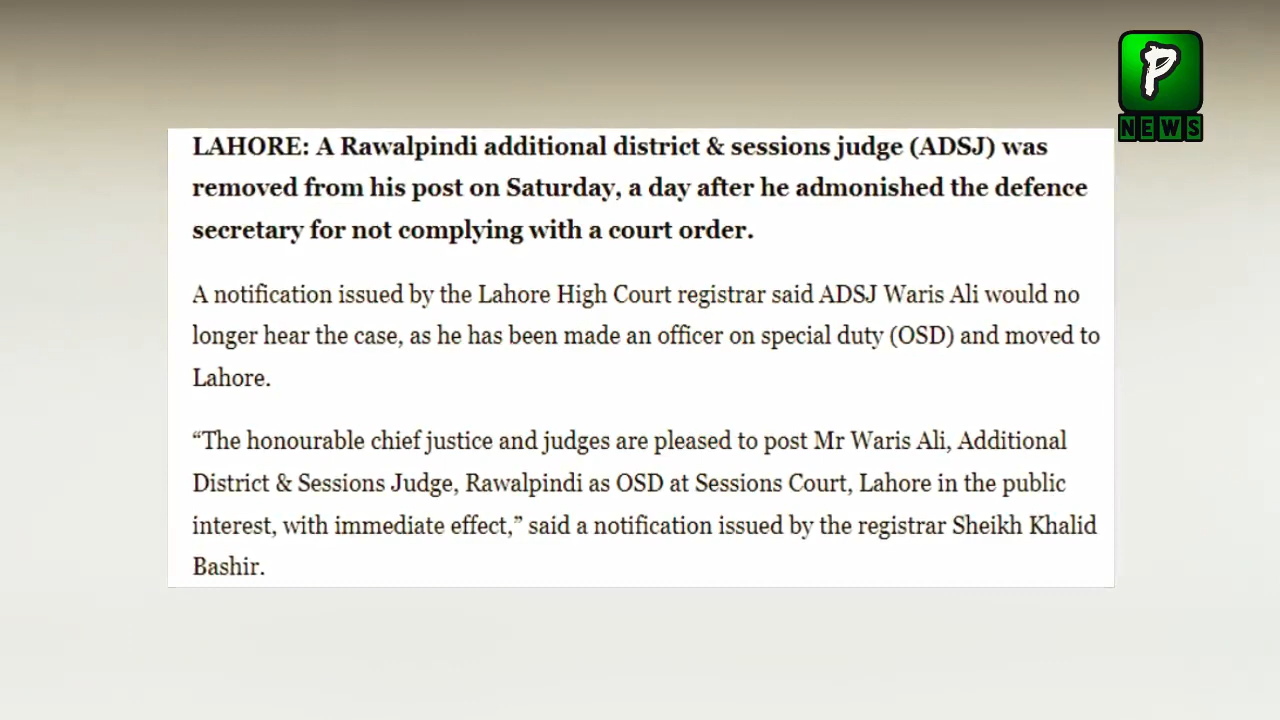 P
NEWS
LAHORE: A Rawalpindi additional district & sessions judge (ADSJ) was
removed from his post on Saturday, a day after he admonished the defence
secretary for not complying with a court order.
A notification issued by the Lahore High Court registrar said ADSJ Waris Ali would no
longer hear the case, as he has been made an officer on special duty (OSD) and moved to
Lahore.
“The honourable chief justice and judges are pleased to post Mr Waris Ali, Additional
District & Sessions Judge, Rawalpindi as OSD at Sessions Court, Lahore in the public
interest, with immediate effect,” said a notification issued by the registrar Sheikh Khalid
Bashir.